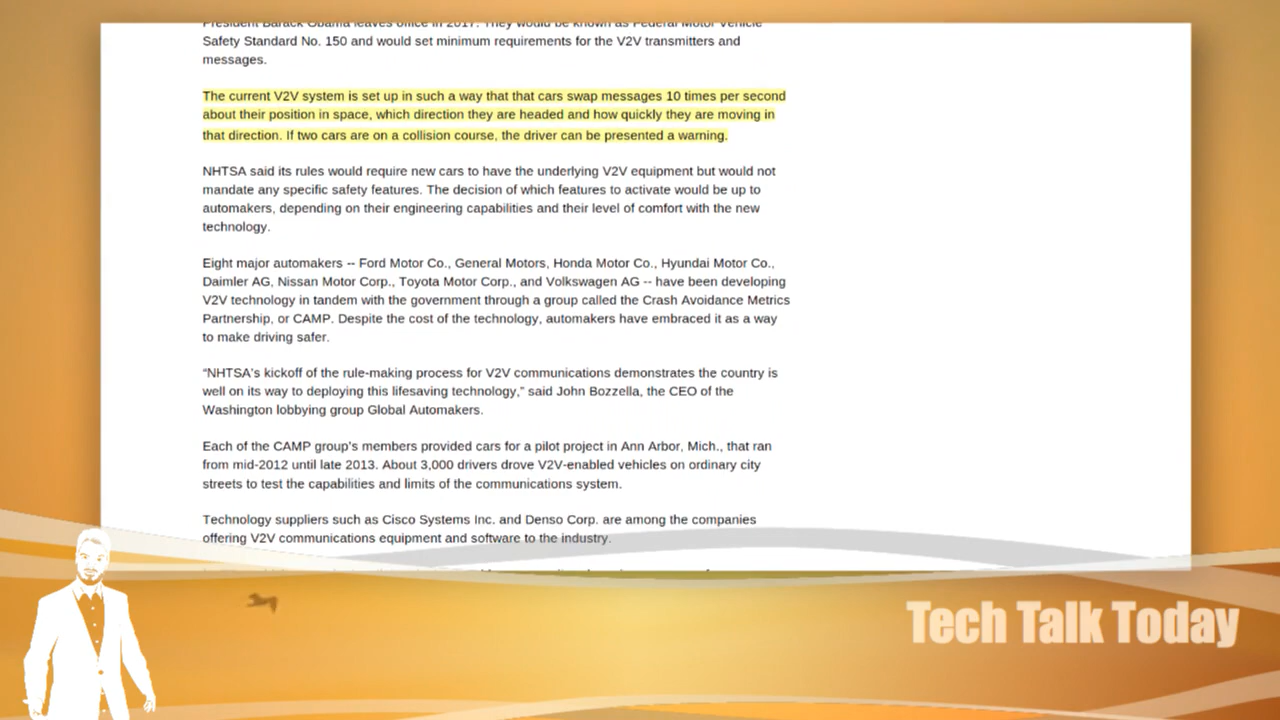 President Barack Obama leaves office in 2017. They would be known as Federal Motor Vehicle
Safety Standard No. 150 and would set minimum requirements for the V2V transmitters and
messages.
The current V2V system is set up in such a way that that cars swap messages 10 times per second
about their position in space, which direction they are headed and how quickly they are moving in
that direction. If two cars are on a collision course, the driver can be presented a warning.
NHTSA said its rules would require new cars to have the underlying V2V equipment but would not
mandate any specific safety features. The decision of which features to activate would be up to
automakers, depending on their engineering capabilities and their level of comfort with the new
technology.
Eight major automakers -- Ford Motor Co., General Motors, Honda Motor Co., Hyundai Motor Co.,
Daimler AG, Nissan Motor Corp., Toyota Motor Corp., and Volkswagen AG -- have been developing
V2V technology in tandem with the government through a group called the Crash Avoidance Metrics
Partnership, or CAMP. Despite the cost of the technology, automakers have embraced it as a way
to make driving safer.
“NHTSA's kickoff of the rule-making process for V2V communications demonstrates the country is
well on its way to deploying this lifesaving technology,” said John Bozzella, the CEO of the
Washington lobbying group Global Automakers.
Each of the CAMP group's members provided cars for a pilot project in Ann Arbor, Mich., that ran
from mid-2012 until late 2013. About 3,000 drivers drove V2V-enabled vehicles on ordinary city
streets to test the capabilities and limits of the communications system.
Technology suppliers such as Cisco Systems Inc. and Denso Corp. are among the companies
offering V2V communications equipment and software to the industry.
Tech Talk Today